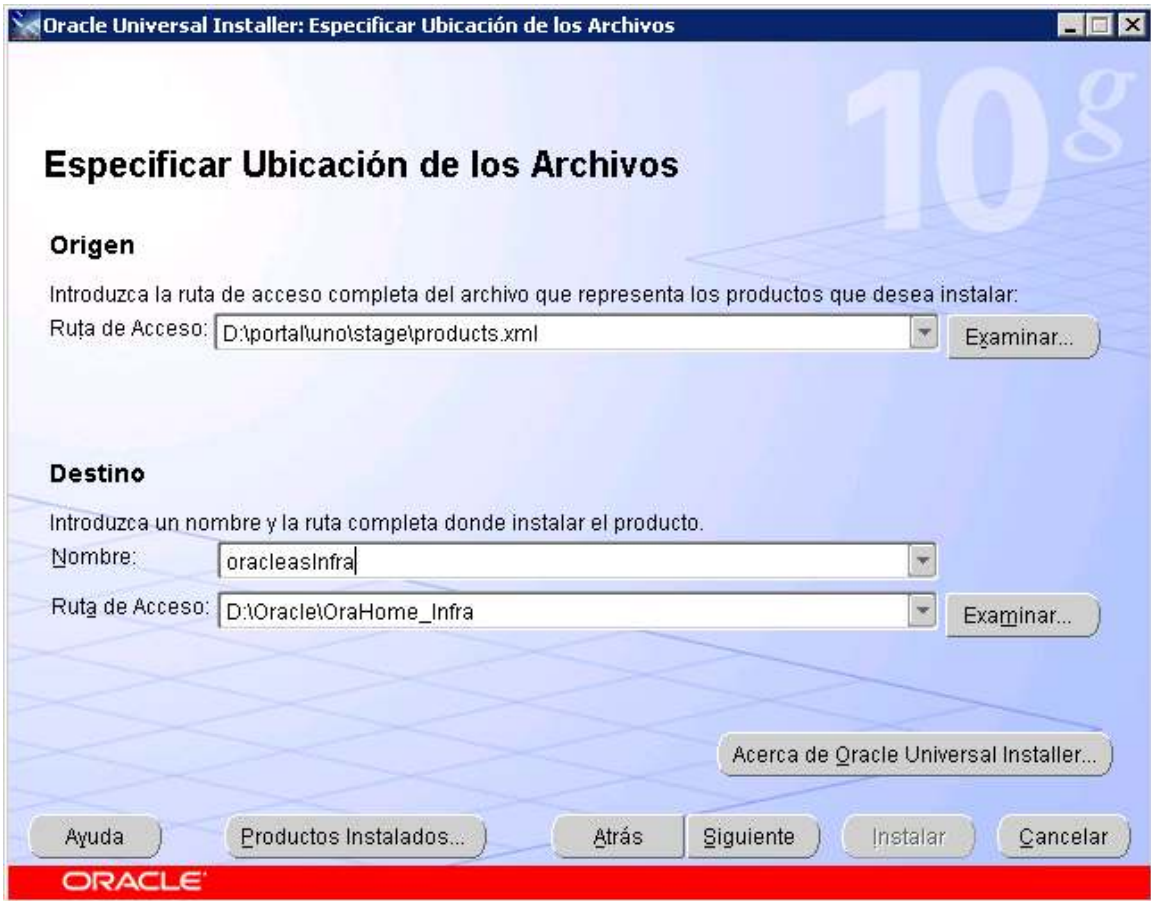 Oracle Universal Installer: Especificar Ubicación de los Archivos
10g
Especificar Ubicación de los Archivos
Origen
Introduzca la ruta de acceso completa del archivo que representa los productos que desea instalar:
Ruta de Acceso: D:\portal\uno\stage\products.xml Examinar...
Destino
Introduzca un nombre y la ruta completa donde instalar el producto.
Nombre: oracleasInfra
Ruta de Acceso: D:\Oracle\OraHome_Infra Examinar...
Acerca de Oracle Universal Installer...
Ayuda Productos Instalados... Atrás Siguiente Instalar Cancelar
ORACLE